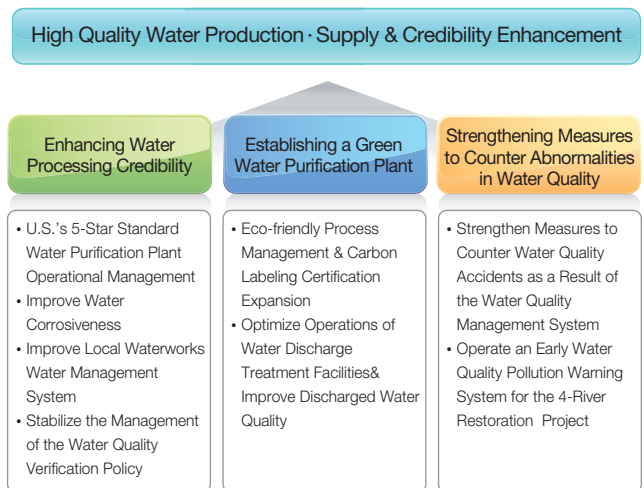 High Quality Water Production · Supply & Credibility Enhancement
Enhancing Water
Processing Credibility
• U.S.'s 5-Star Standard
Water Purification Plant
Operational Management
• Improve Water
Corrosiveness
• Improve Local Waterworks
Water Management
System
• Stabilize the Management
of the Water Quality
Verification Policy
Establishing a Green
Water Purification Plant
• Eco-friendly Process
Management & Carbon
Labeling Certification
Expansion
• Optimize Operations of
Water Discharge
Treatment Facilities&
Improve Discharged Water
Quality
Strengthening Measures
to Counter Abnormalities
in Water Quality
• Strengthen Measures to
Counter Water Quality
Accidents as a Result of
the Water Quality
Management System
• Operate an Early Water
Quality Pollution Warning
System for the 4-River
Restoration Project